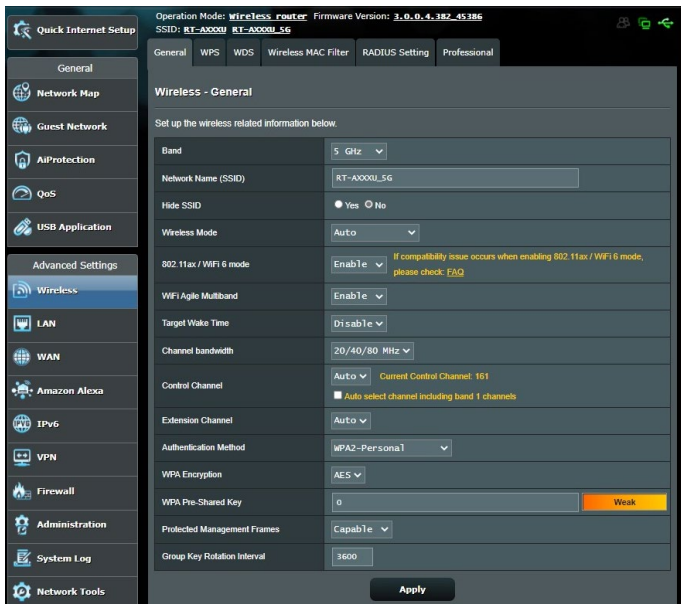 Quick Internet Setup
General
Network Map
Guest Network
AiProtection
QoS
USB Application
Advanced Settings
Wireless
LAN
WAN
Amazon Alexa
IPv6
VPN
Firewall
Administration
System Log
Network Tools
Operation Mode: Wireless router Firmware Version: 3.0.0.4.382_45386
SSID: RT-AXXXU RT-AXXXU_5G
General WPS WDS Wireless MAC Filter RADIUS Setting Professional
Wireless - General
Set up the wireless related information below.
Band 5 GHz
Network Name (SSID) RT-AXXXU_5G
Hide SSID Yes No
Wireless Mode Auto
802.11ax / WiFi 6 mode Enable If compatibility issue occurs when enabling 802.11ax / WiFi 6 mode,
please check: FAQ
WiFi Agile Multiband Enable
Target Wake Time Disable
Channel bandwidth 20/40/80 MHz
Control Channel Auto Current Control Channel: 161
Auto select channel including band 1 channels
Extension Channel Auto
Authentication Method WPA2-Personal
WPA Encryption AES
WPA Pre-Shared Key 0 Weak
Protected Management Frames Capable
Group Key Rotation Interval 3600
Apply